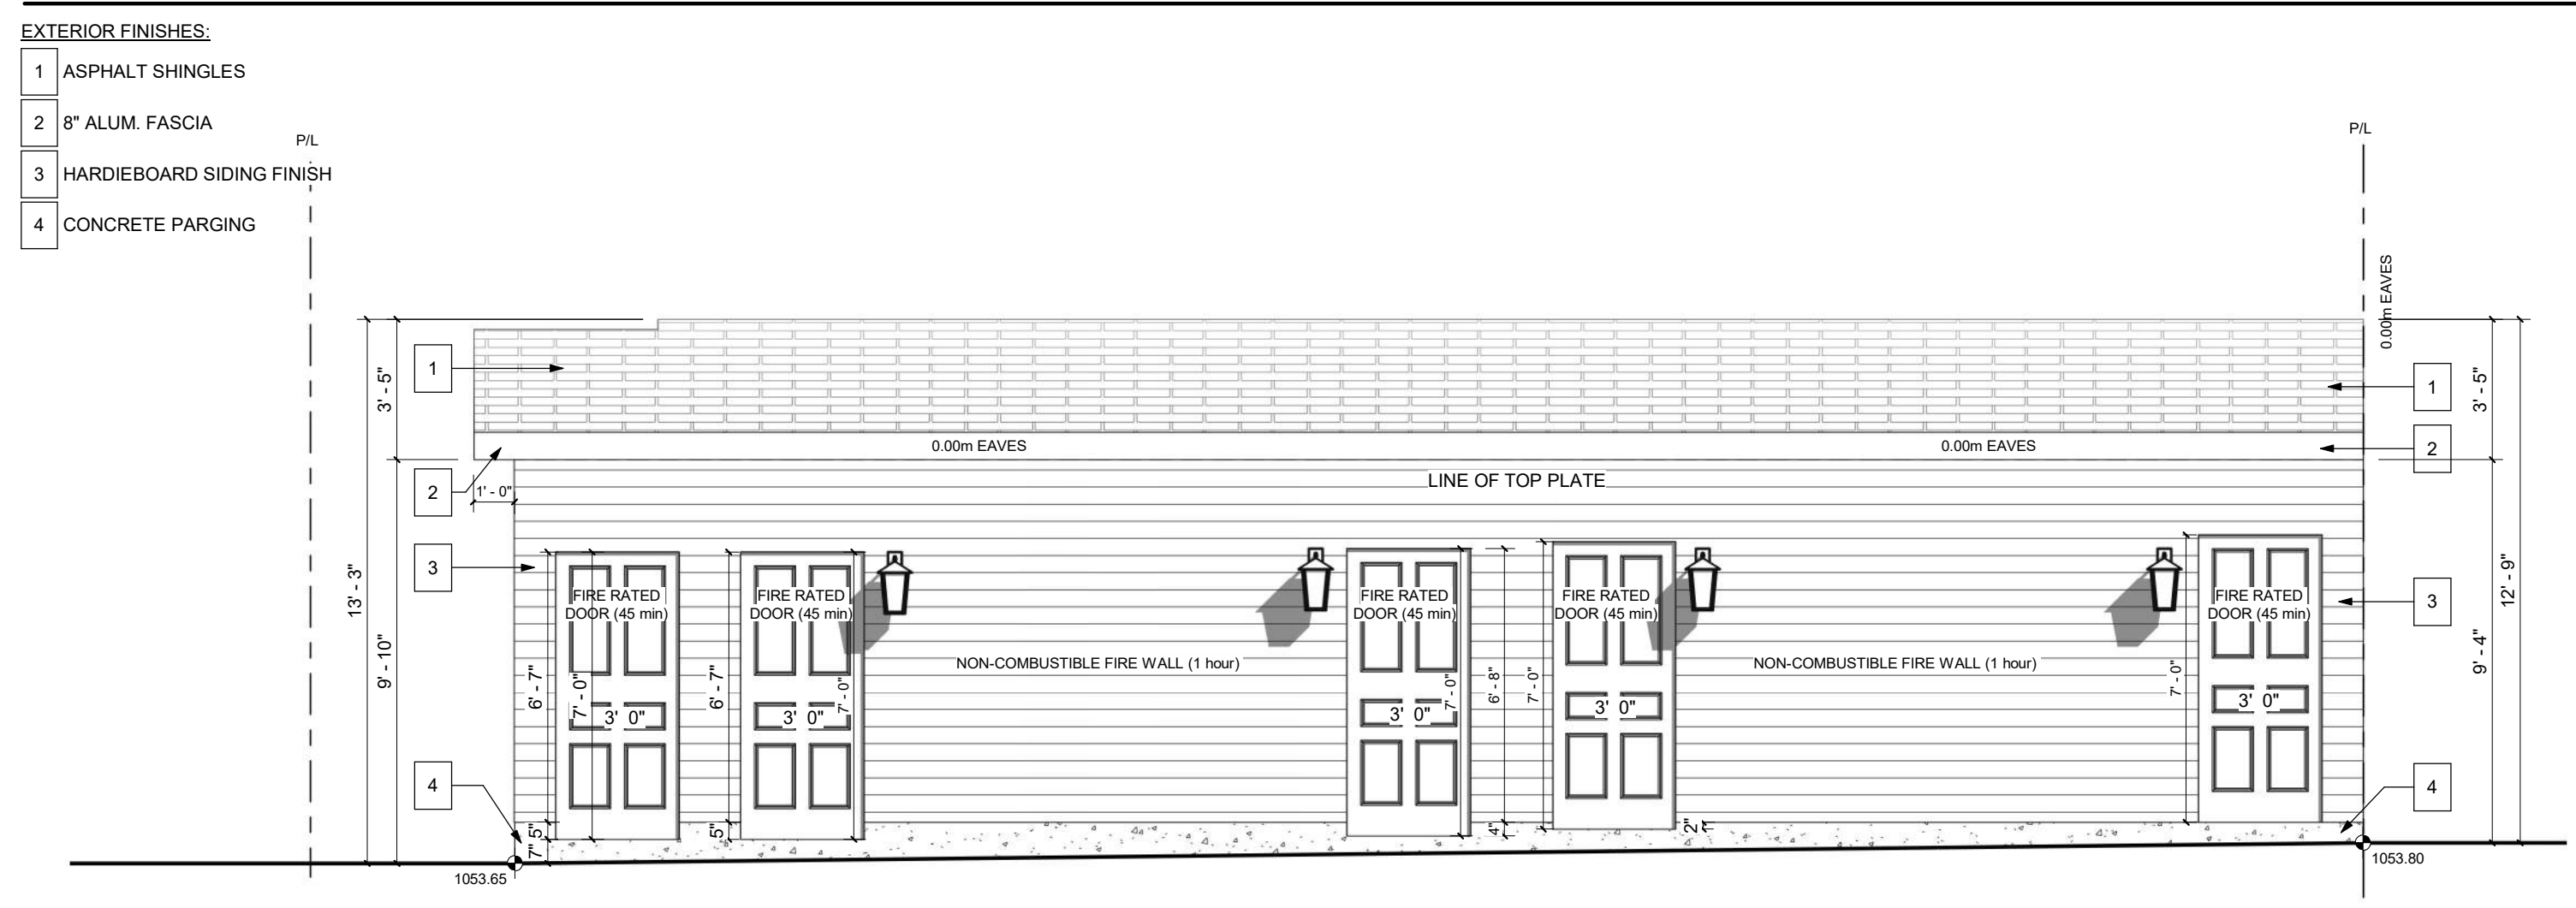 EXTERIOR FINISHES:
1 ASPHALT SHINGLES
2 8" ALUM. FASCIA
3 HARDIEBOARD SIDING FINISH
4 CONCRETE PARGING
P/L
P/L
0.00m EAVES
13' - 3"
3' - 5"
9' - 10"
1
2
3
4
1' - 0"
0.00m EAVES
0.00m EAVES
LINE OF TOP PLATE
6' - 7"
5"
7"
7' - 0"
FIRE RATED
DOOR (45 min)
3' 0"
6' - 7"
5"
FIRE RATED
DOOR (45 min)
3' 0"
7' - 0"
NON-COMBUSTIBLE FIRE WALL (1 hour)
FIRE RATED
DOOR (45 min)
3' 0"
7' - 0"
6' - 8"
4"
7' - 0"
FIRE RATED
DOOR (45 min)
3' 0"
2"
NON-COMBUSTIBLE FIRE WALL (1 hour)
7' - 0"
FIRE RATED
DOOR (45 min)
3' 0"
1
2
3
4
3' - 5"
9' - 4"
12' - 9"
1053.65
1053.80